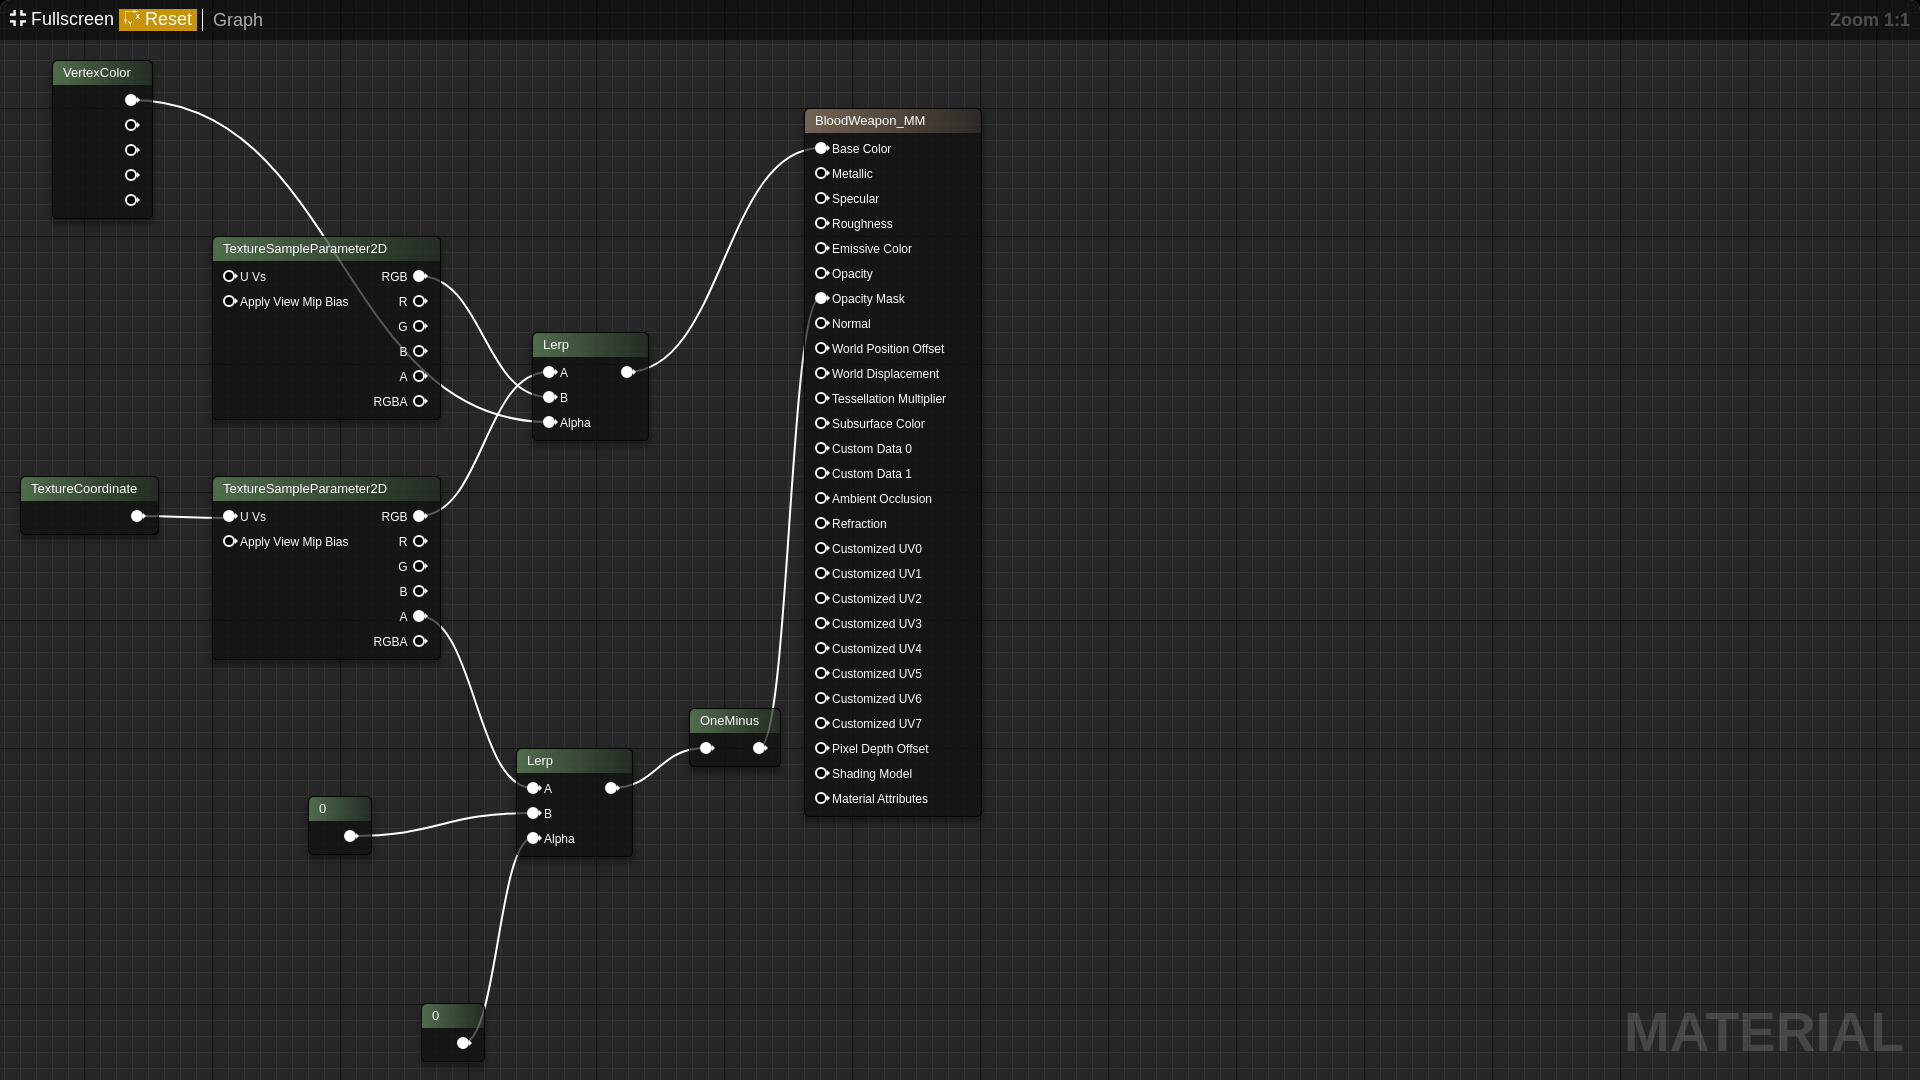 Fullscreen Reset Graph Zoom 1:1
VertexColor
TextureSampleParameter2D
U Vs RGB
Apply View Mip Bias R
G
B
A
RGBA
TextureCoordinate
TextureSampleParameter2D
U Vs RGB
Apply View Mip Bias R
G
B
A
RGBA
Lerp
A
B
Alpha
Lerp
A
B
Alpha
0
0
OneMinus
BloodWeapon_MM
Base Color
Metallic
Specular
Roughness
Emissive Color
Opacity
Opacity Mask
Normal
World Position Offset
World Displacement
Tessellation Multiplier
Subsurface Color
Custom Data 0
Custom Data 1
Ambient Occlusion
Refraction
Customized UV0
Customized UV1
Customized UV2
Customized UV3
Customized UV4
Customized UV5
Customized UV6
Customized UV7
Pixel Depth Offset
Shading Model
Material Attributes
MATERIAL